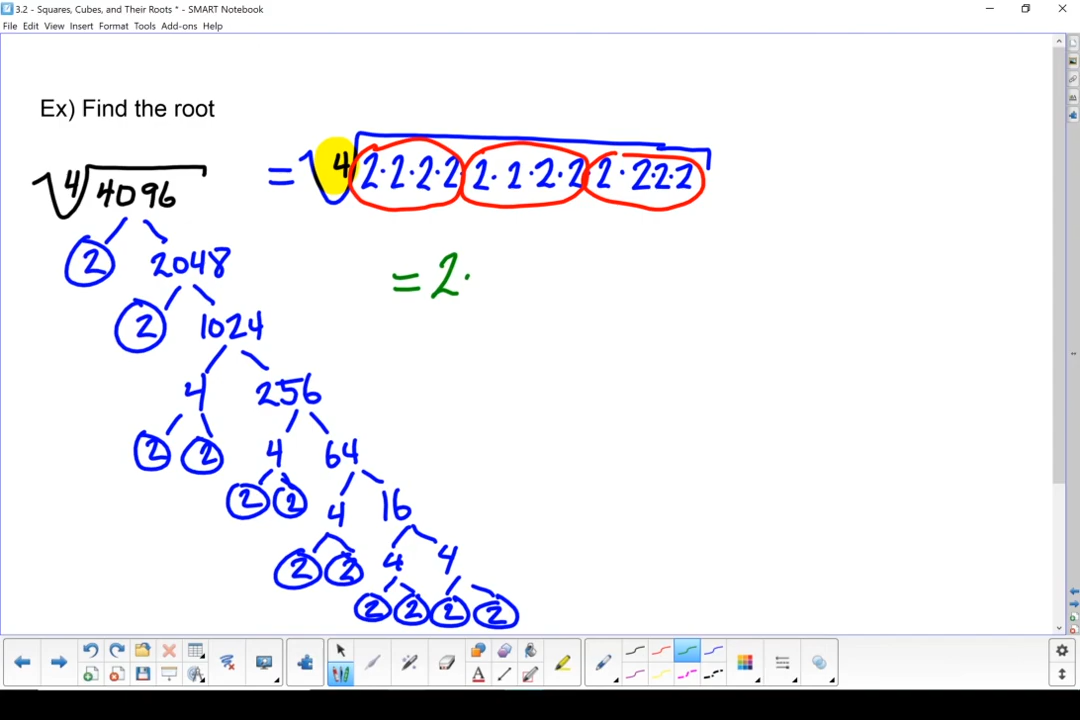 3.2 - Squares, Cubes, and Their Roots * - SMART Notebook
File Edit View Insert Format Tools Add-ons Help
Ex) Find the root
∜4096 = ∜2·2·2·2 2·2·2·2 2·2·2·2
2 2048
= 2·
2 1024
4 256
2 2 4 64
2 2 4 16
2 2 4 4
2 2 2 2